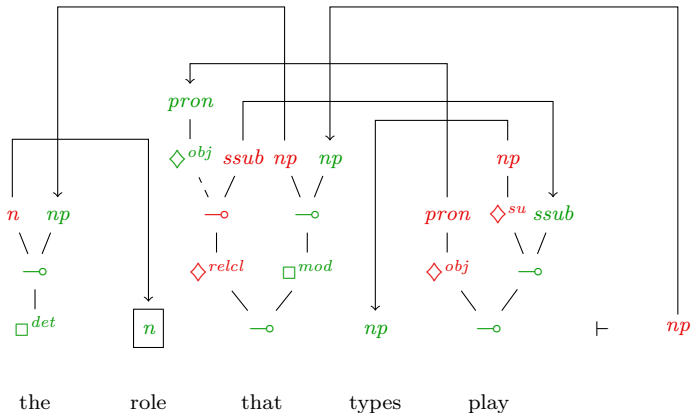 pron
◇obj ssub np np np
n np ⊸ ⊸ pron ◇su ssub
⊸ ◇relcl □mod ◇obj ⊸
□det n ⊸ np ⊸ ⊢ np
the role that types play